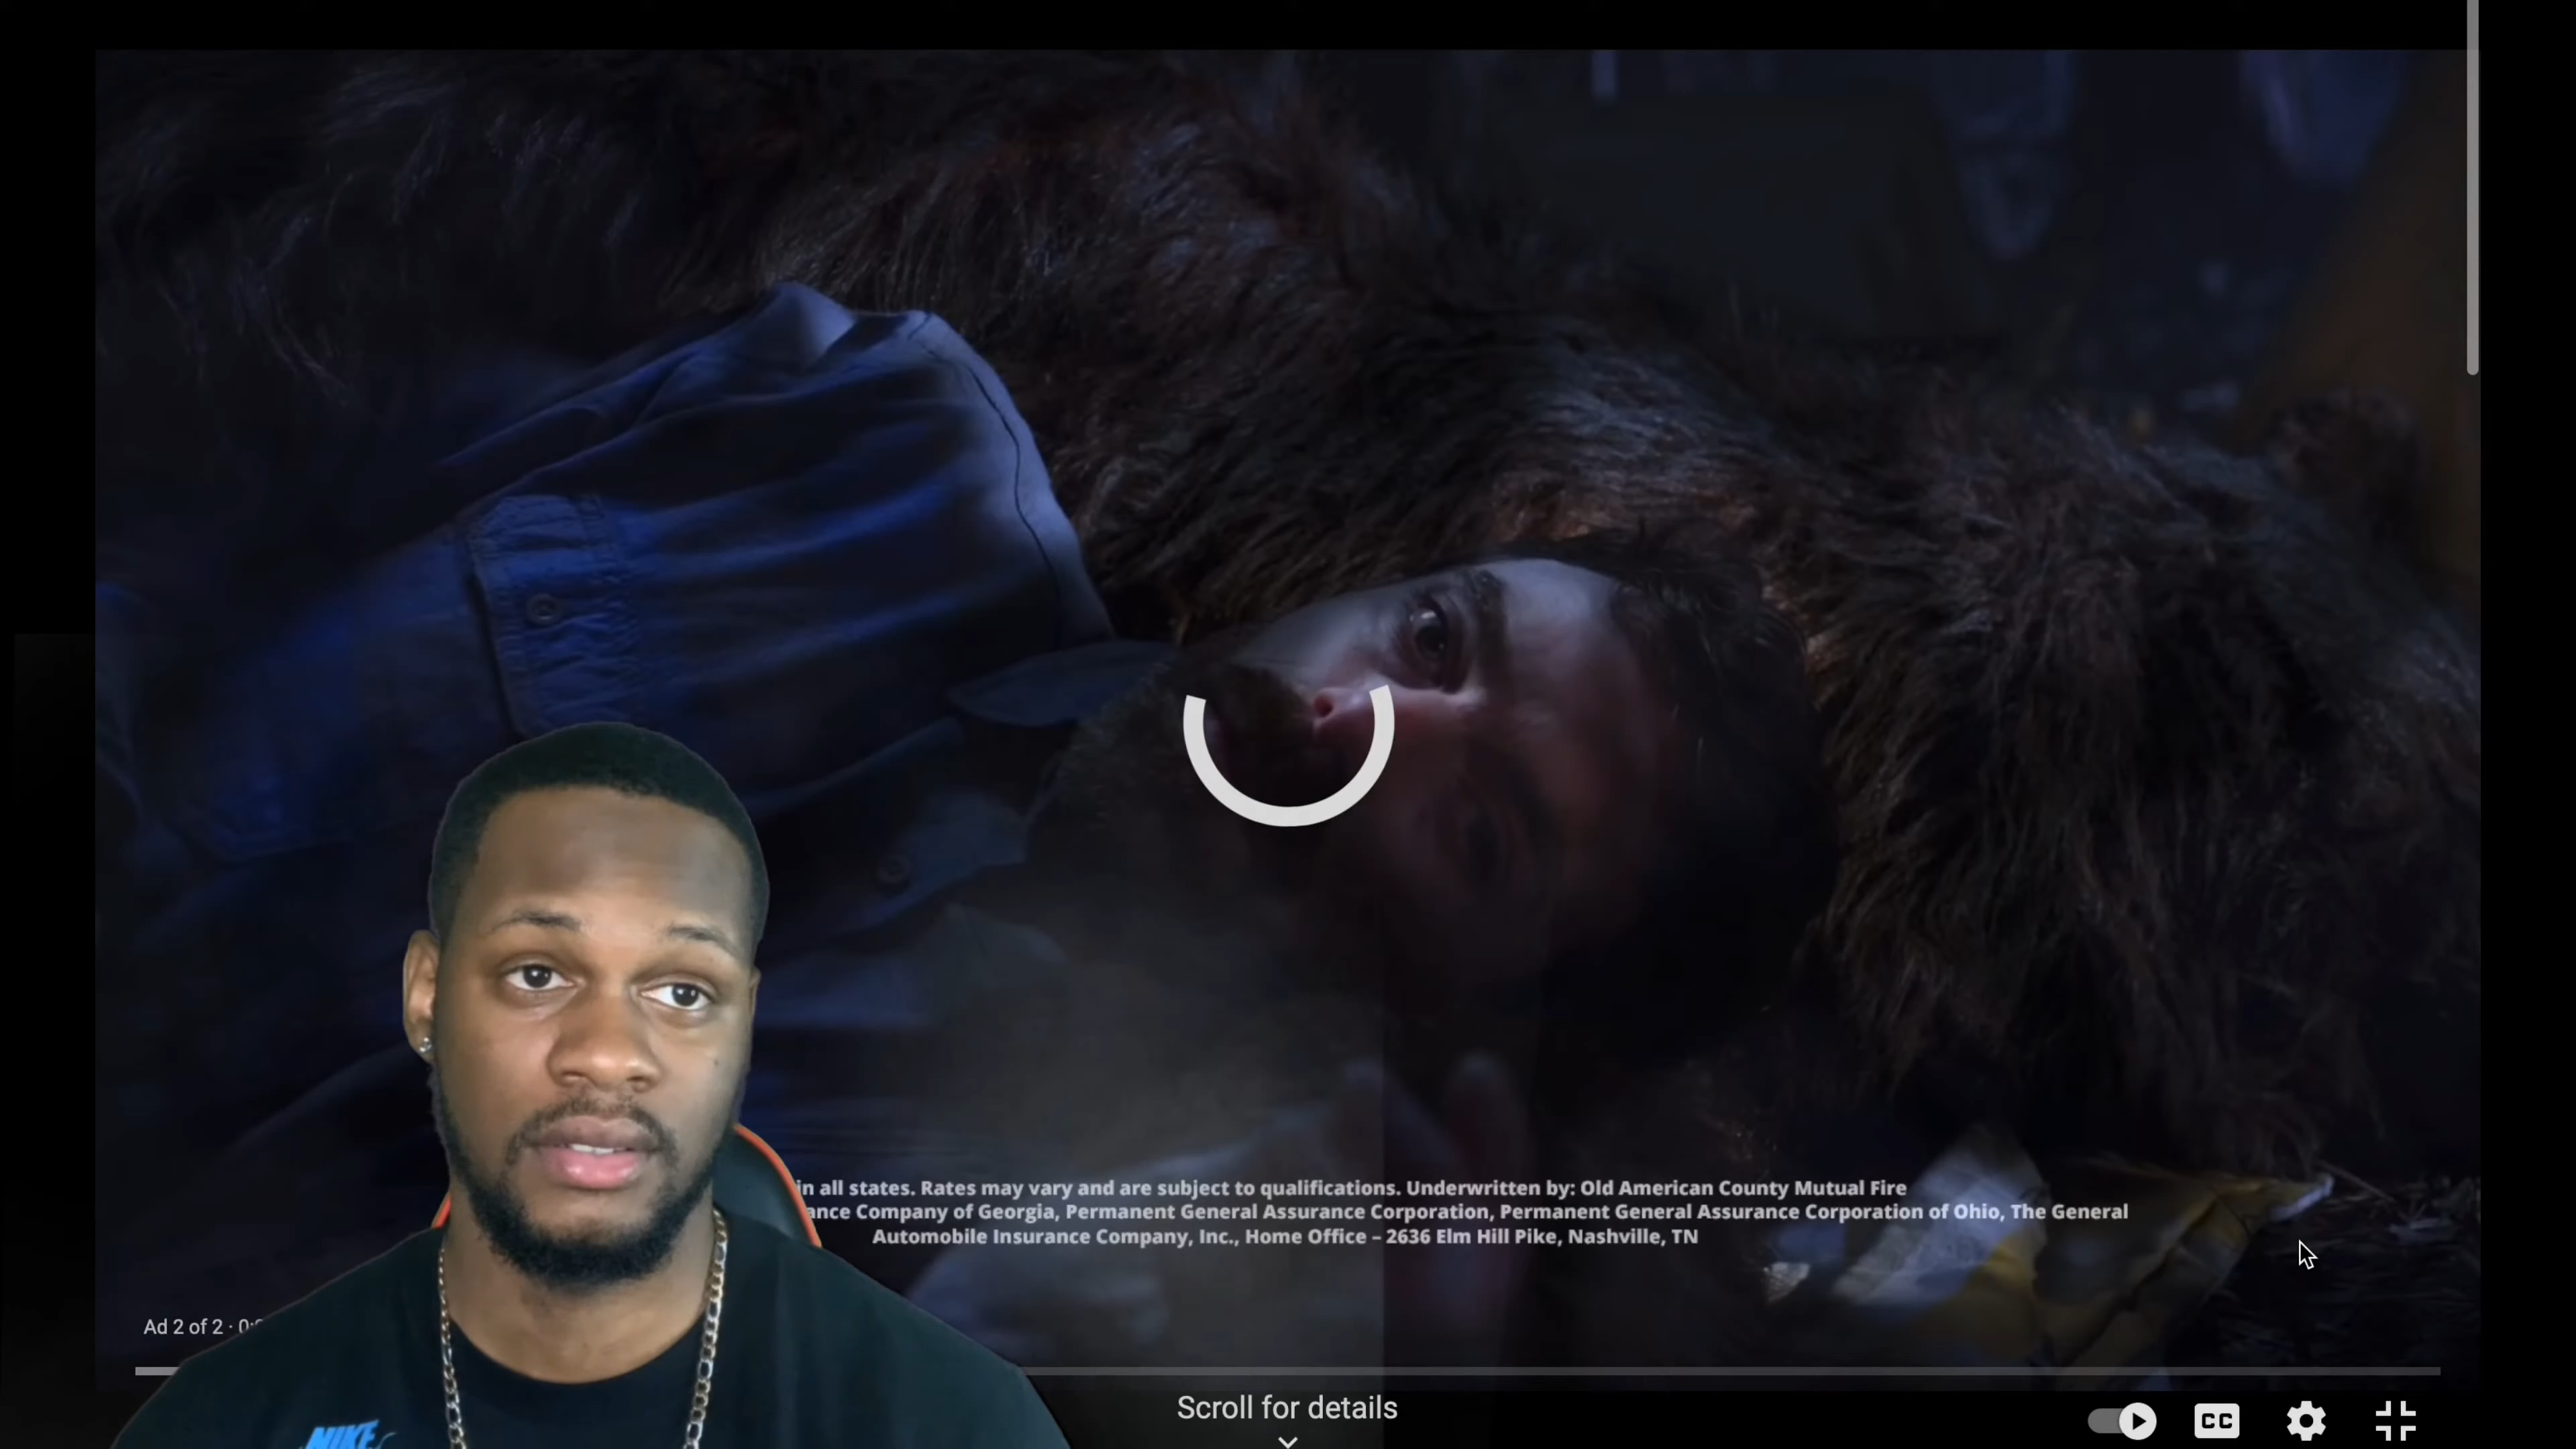 in all states. Rates may vary and are subject to qualifications. Underwritten by: Old American County Mutual Fire
Company of Georgia, Permanent General Assurance Corporation, Permanent General Assurance Corporation of Ohio, The General
Automobile Insurance Company, Inc., Home Office – 2636 Elm Hill Pike, Nashville, TN
Ad 2 of 2 ·
Scroll for details
CC
NIKE